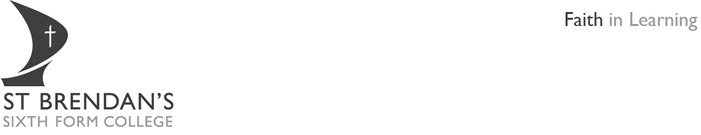 Faith in Learning
ST BRENDAN'S
SIXTH FORM COLLEGE